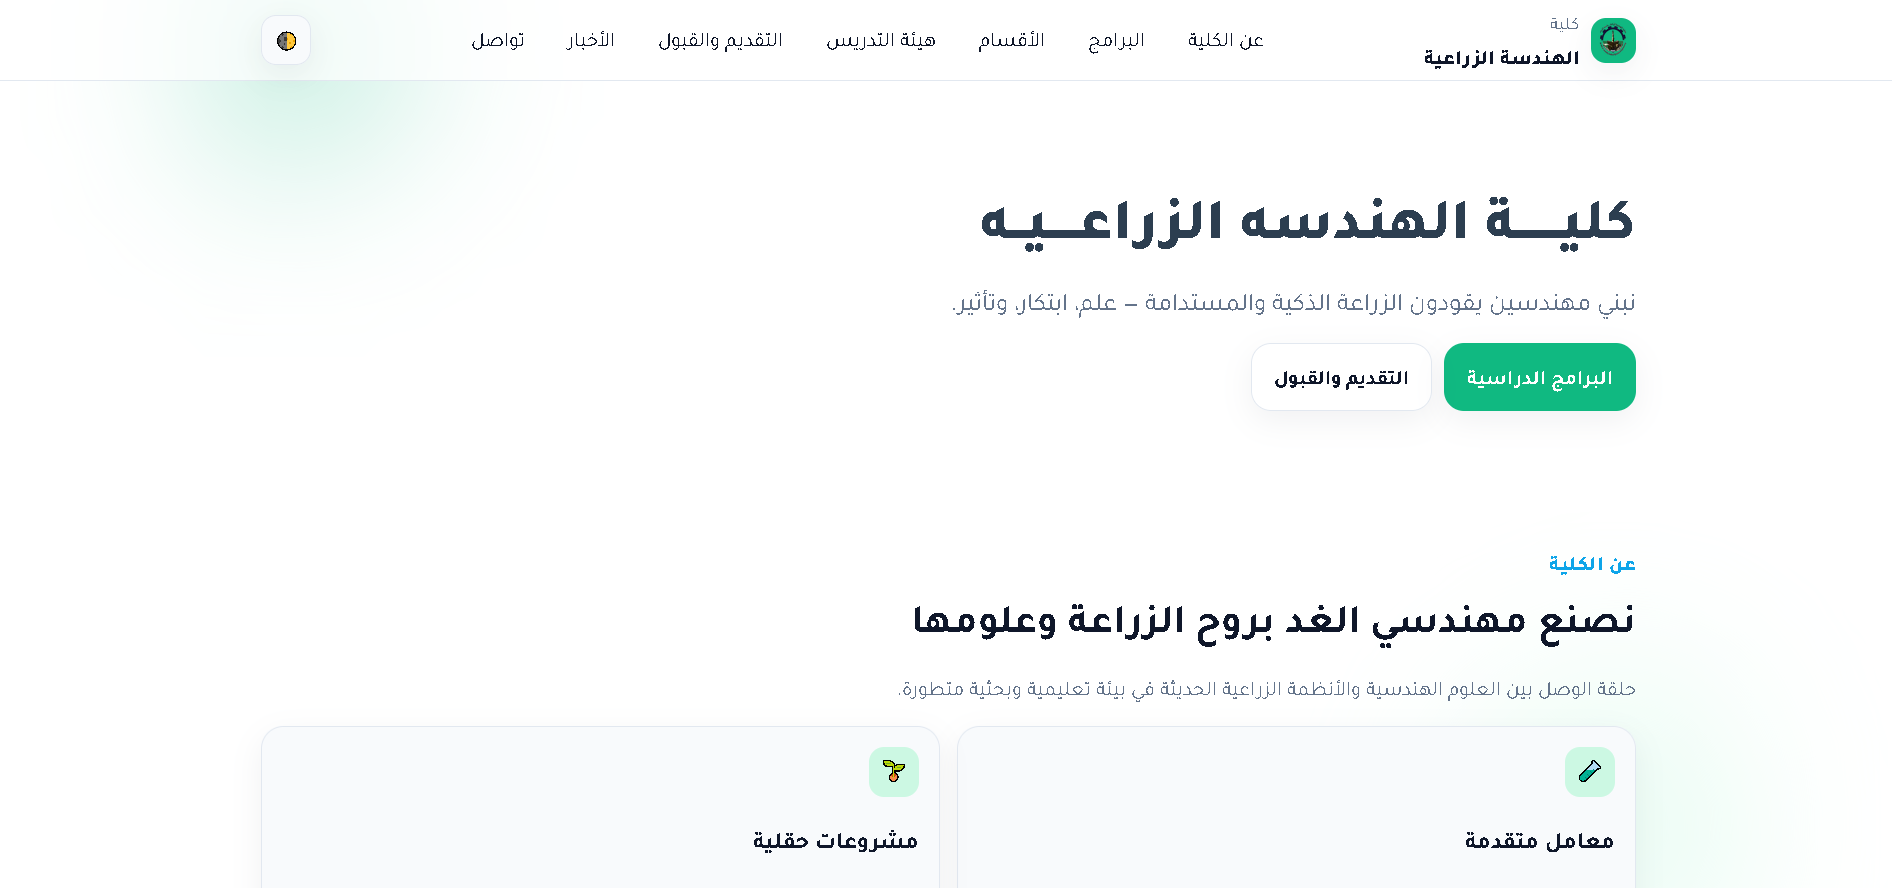 كلية
الهندسة الزراعية
عن الكلية
البرامج
الأقسام
هيئة التدريس
التقديم والقبول
الأخبار
تواصل
كليـــة الهندسه الزراعـــيـه
نبني مهندسين يقودون الزراعة الذكية والمستدامة — علم، ابتكار، وتأثير.
البرامج الدراسية
التقديم والقبول
عن الكلية
نصنع مهندسي الغد بروح الزراعة وعلومها
حلقة الوصل بين العلوم الهندسية والأنظمة الزراعية الحديثة في بيئة تعليمية وبحثية متطورة.
معامل متقدمة
مشروعات حقلية